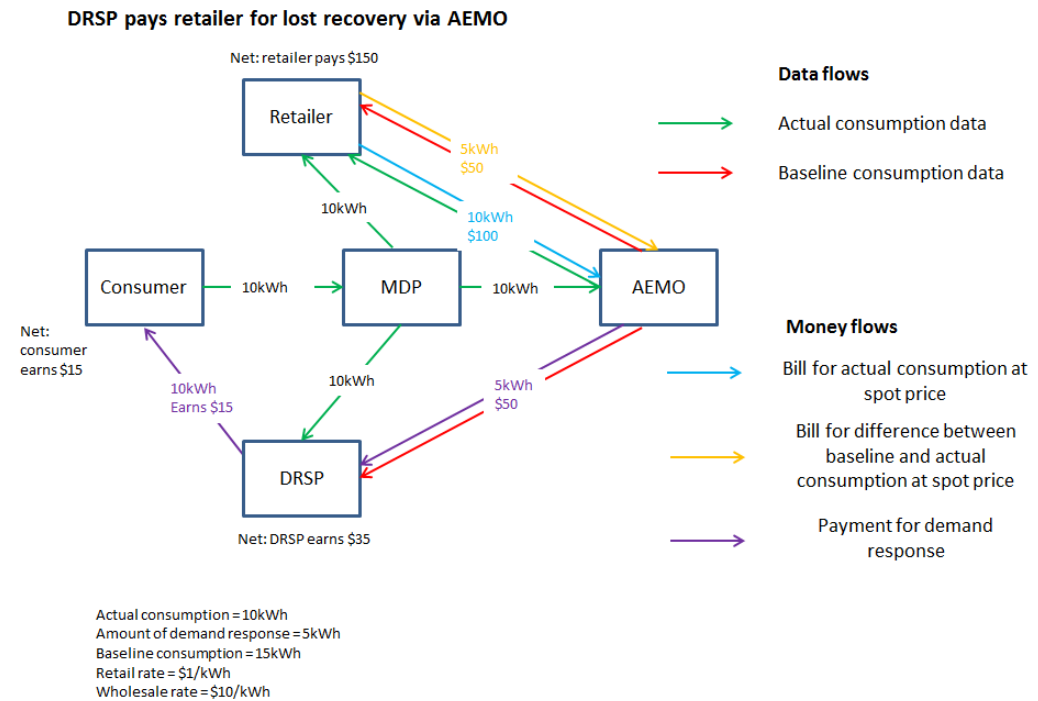 DRSP pays retailer for lost recovery via AEMO
Net: retailer pays $150
Retailer
5kWh
$50
10kWh
10kWh
$100
Consumer
10kWh
MDP
10kWh
AEMO
Net:
consumer
earns $15
10kWh
Earns $15
10kWh
5kWh
$50
DRSP
Net: DRSP earns $35
Data flows
Actual consumption data
Baseline consumption data
Money flows
Bill for actual consumption at
spot price
Bill for difference between
baseline and actual
consumption at spot price
Payment for demand
response
Actual consumption = 10kWh
Amount of demand response = 5kWh
Baseline consumption = 15kWh
Retail rate = $1/kWh
Wholesale rate = $10/kWh